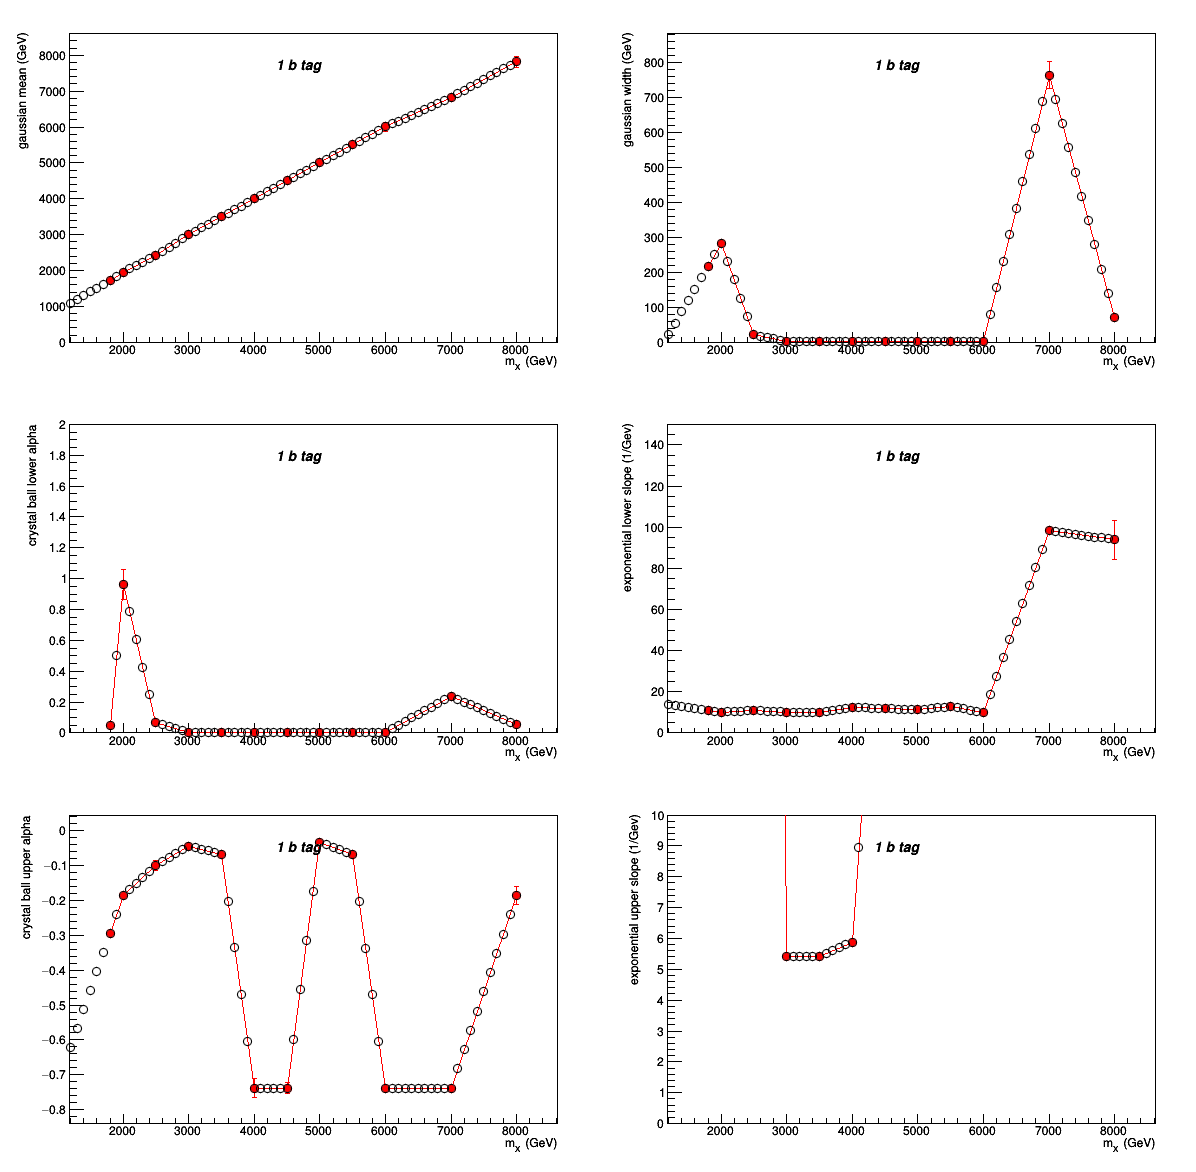 gaussian mean (GeV)
1 b tag
8000
7000
6000
5000
4000
3000
2000
1000
0
2000 3000 4000 5000 6000 7000 8000
mx (GeV)
gaussian width (GeV)
1 b tag
800
700
600
500
400
300
200
100
0
2000 3000 4000 5000 6000 7000 8000
mx (GeV)
crystal ball lower alpha
1 b tag
2
1.8
1.6
1.4
1.2
1
0.8
0.6
0.4
0.2
0
2000 3000 4000 5000 6000 7000 8000
mx (GeV)
exponential lower slope (1/Gev)
1 b tag
140
120
100
80
60
40
20
0
2000 3000 4000 5000 6000 7000 8000
mx (GeV)
crystal ball upper alpha
1 b tag
0
−0.1
−0.2
−0.3
−0.4
−0.5
−0.6
−0.7
−0.8
2000 3000 4000 5000 6000 7000 8000
mx (GeV)
exponential upper slope (1/Gev)
1 b tag
10
9
8
7
6
5
4
3
2
1
0
2000 3000 4000 5000 6000 7000 8000
mx (GeV)